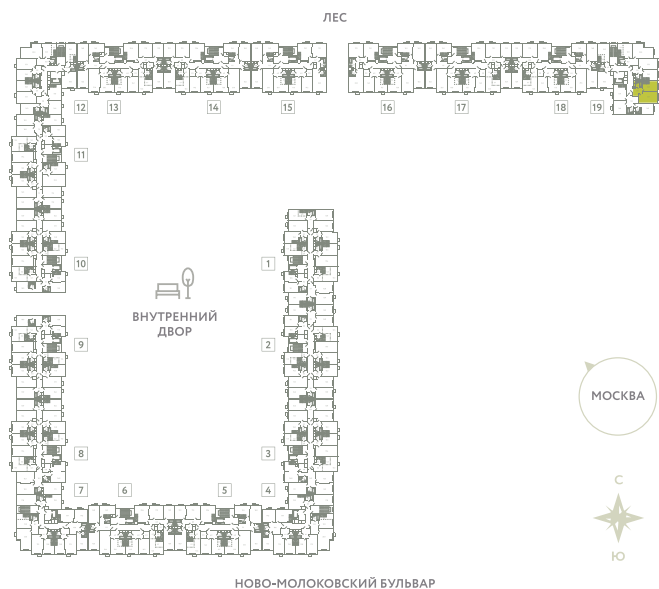 ЛЕС
12 13 14 15 16 17 18 19
11
10 1
ВНУТРЕННИЙ
ДВОР
9 2
МОСКВА
8 3
С
7 6 5 4
Ю
НОВО-МОЛОКОВСКИЙ БУЛЬВАР